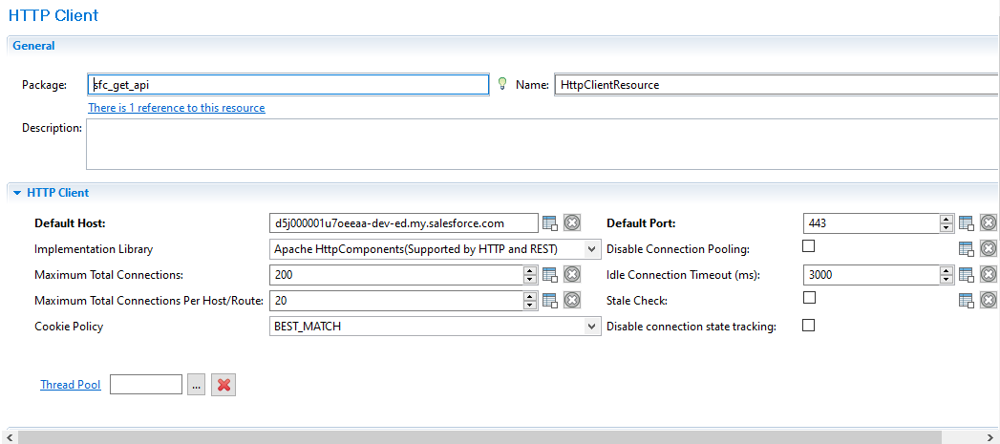 HTTP Client
General
Package: sfc_get_api Name: HttpClientResource
There is 1 reference to this resource
Description:
HTTP Client
Default Host: d5j000001u7oeeaa-dev-ed.my.salesforce.com Default Port: 443
Implementation Library Apache HttpComponents(Supported by HTTP and REST) Disable Connection Pooling:
Maximum Total Connections: 200 Idle Connection Timeout (ms): 3000
Maximum Total Connections Per Host/Route: 20 Stale Check:
Cookie Policy BEST_MATCH Disable connection state tracking:
Thread Pool ...